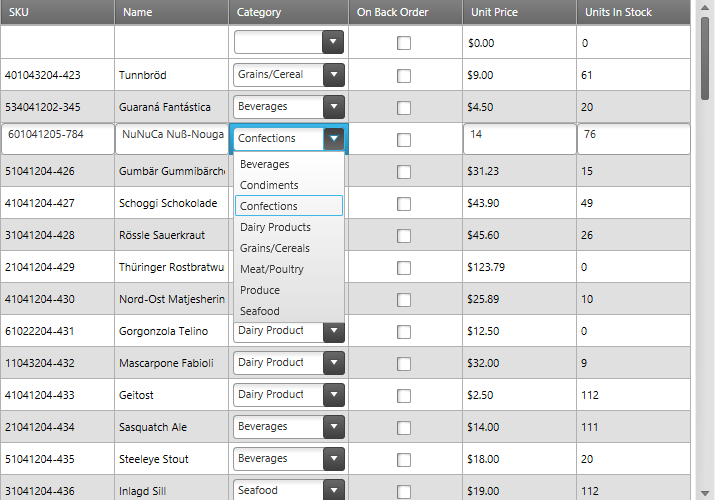 SKU Name Category On Back Order Unit Price Units In Stock
$0.00 0
401043204-423 Tunnbröd Grains/Cereal $9.00 61
534041202-345 Guaraná Fantástica Beverages $4.50 20
601041205-784 NuNuCa Nuß-Nouga Confections 14 76
Beverages
51041204-426 Gumbär Gummibärche $31.23 15
Condiments
41041204-427 Schoggi Schokolade Confections $43.90 49
31041204-428 Rössle Sauerkraut Dairy Products $45.60 26
Grains/Cereals
21041204-429 Thüringer Rostbratwu Meat/Poultry $123.79 0
41041204-430 Nord-Ost Matjesherin Produce $25.89 10
Seafood
61022204-431 Gorgonzola Telino Dairy Product $12.50 0
11043204-432 Mascarpone Fabioli Dairy Product $32.00 9
41041204-433 Geitost Dairy Product $2.50 112
21041204-434 Sasquatch Ale Beverages $14.00 111
51041204-435 Steeleye Stout Beverages $18.00 20
31041204-436 Inlagd Sill Seafood $19.00 112